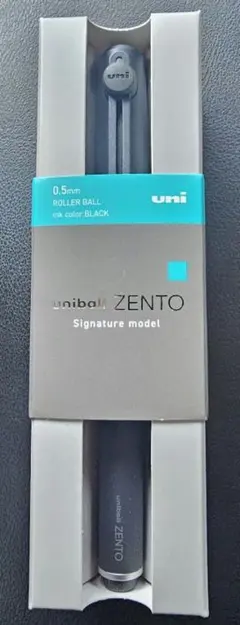 uni
0.5mm
ROLLER BALL
ink color:BLACK
uni
uniball ZENTO
Signature model
uniball ZENTO